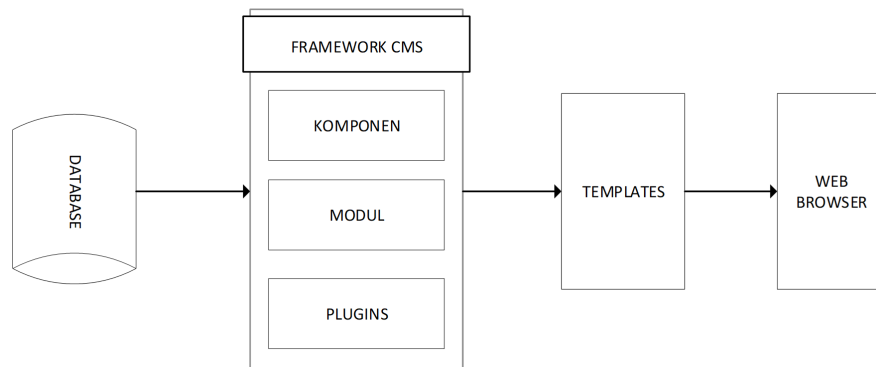 FRAMEWORK CMS
DATABASE
KOMPONEN
MODUL
PLUGINS
TEMPLATES
WEB
BROWSER